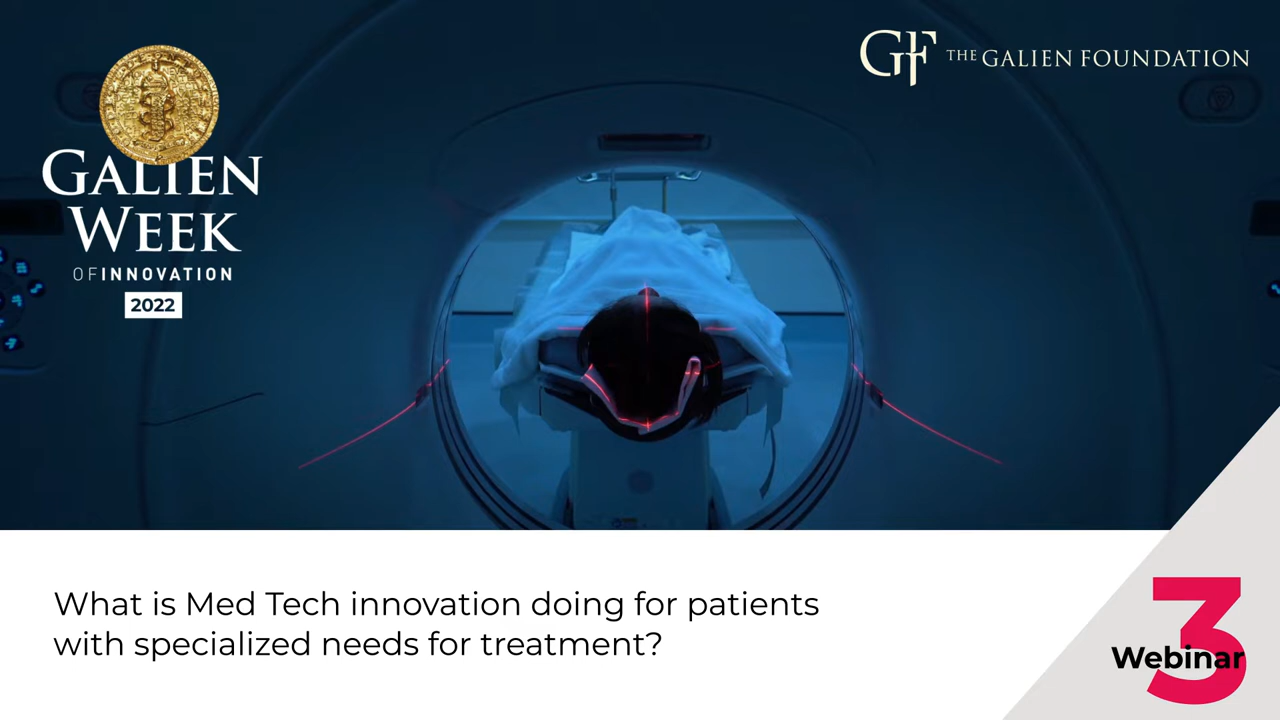 GF THE GALIEN FOUNDATION
GALIEN
WEEK
OF INNOVATION
2022
What is Med Tech innovation doing for patients
with specialized needs for treatment?
3
Webinar